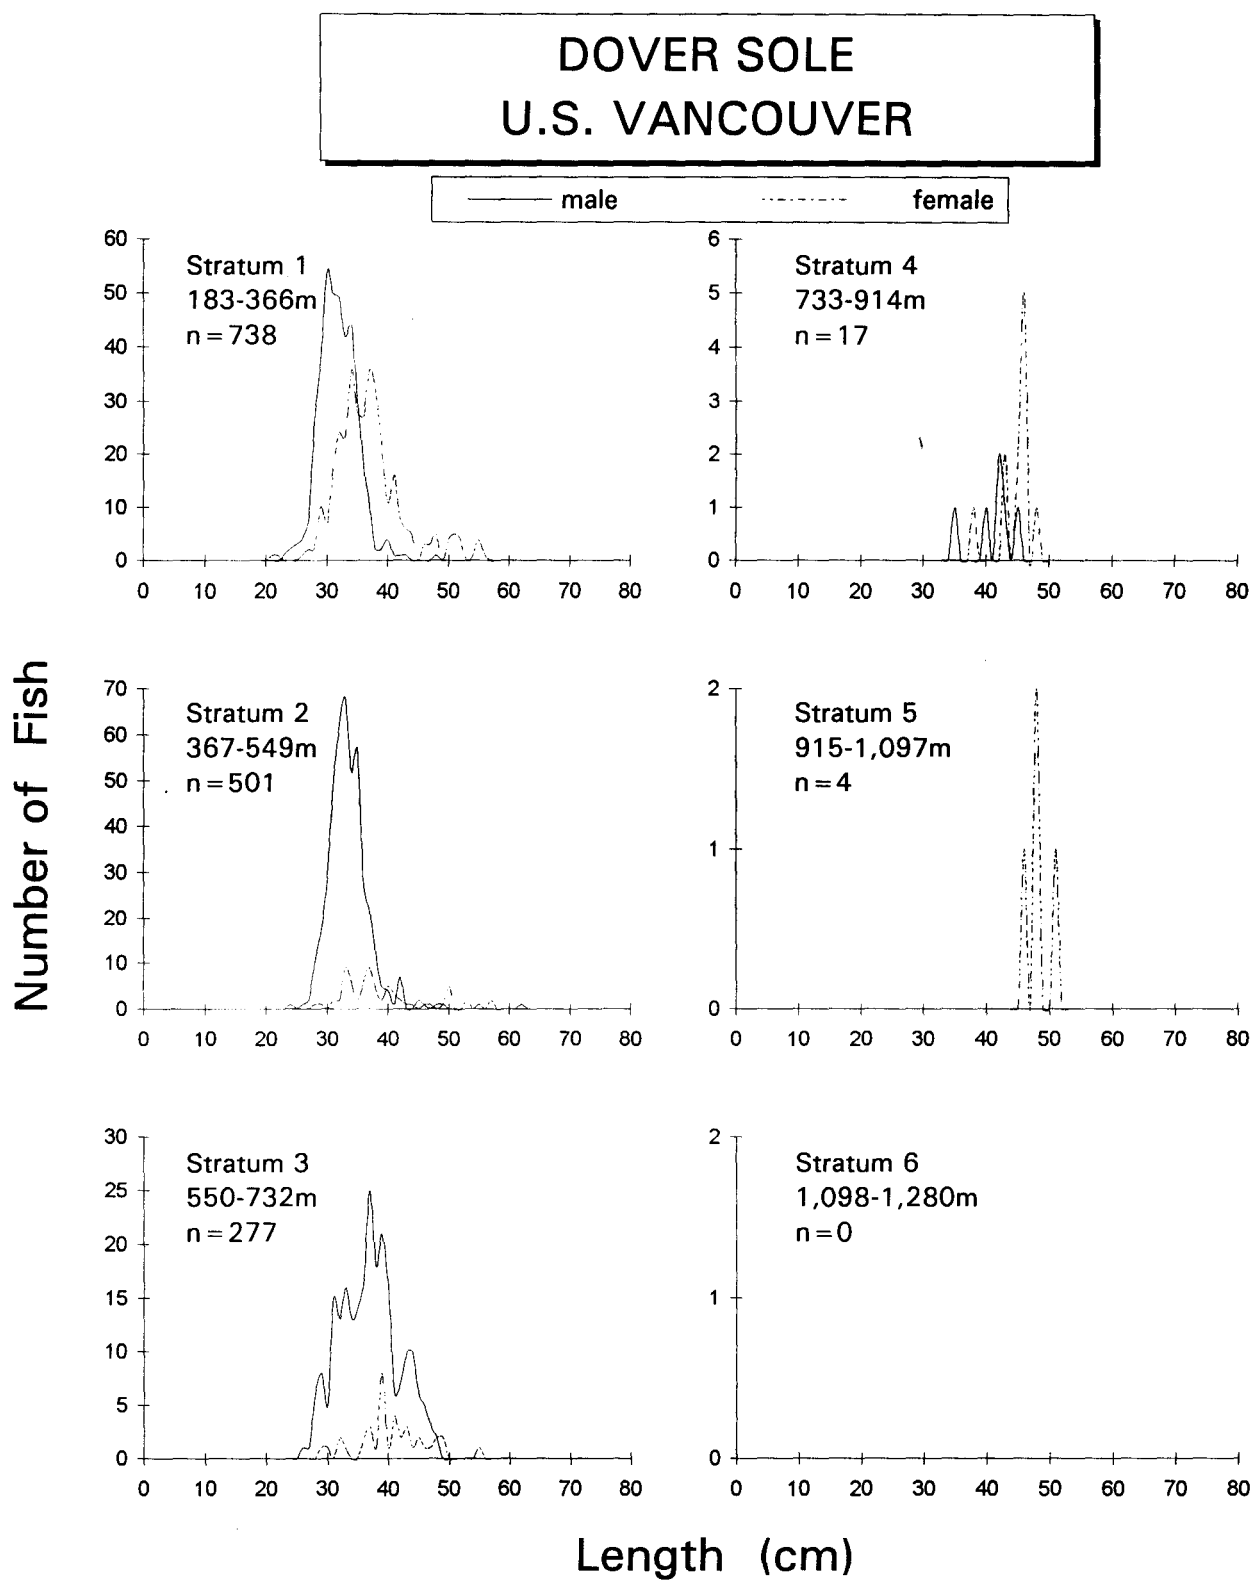 DOVER SOLE
U.S. VANCOUVER
male female
60
50
40
30
20
10
0
Stratum 1
183-366m
n=738
0 10 20 30 40 50 60 70 80
6
5
4
3
2
1
0
Stratum 4
733-914m
n=17
0 10 20 30 40 50 60 70 80
Number of Fish
70
60
50
40
30
20
10
0
Stratum 2
367-549m
n=501
0 10 20 30 40 50 60 70 80
2
1
0
Stratum 5
915-1,097m
n=4
0 10 20 30 40 50 60 70 80
30
25
20
15
10
5
0
Stratum 3
550-732m
n=277
0 10 20 30 40 50 60 70 80
2
1
0
Stratum 6
1,098-1,280m
n=0
0 10 20 30 40 50 60 70 80
Length (cm)